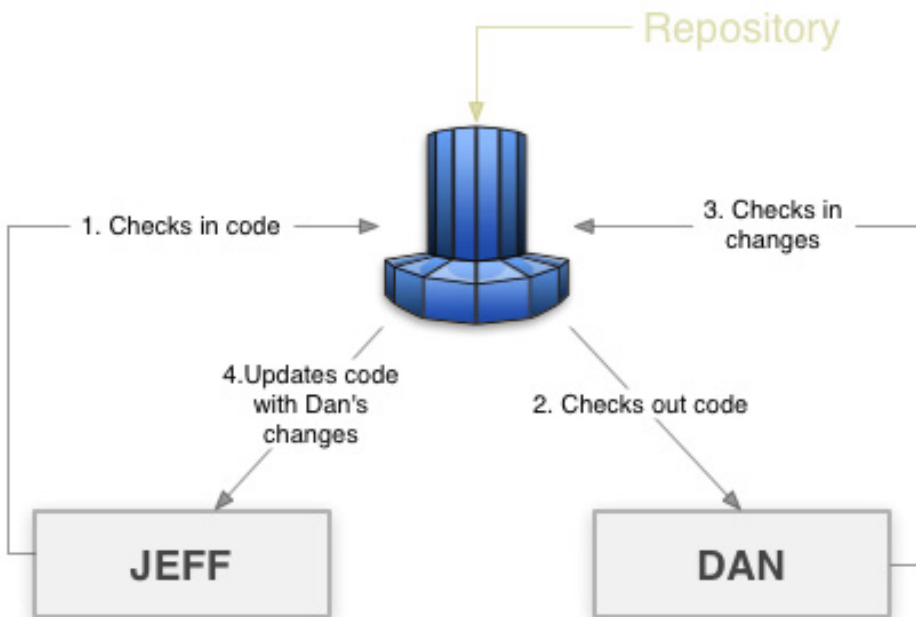 Repository
1. Checks in code
3. Checks in
changes
4.Updates code
with Dan's
changes
2. Checks out code
JEFF
DAN